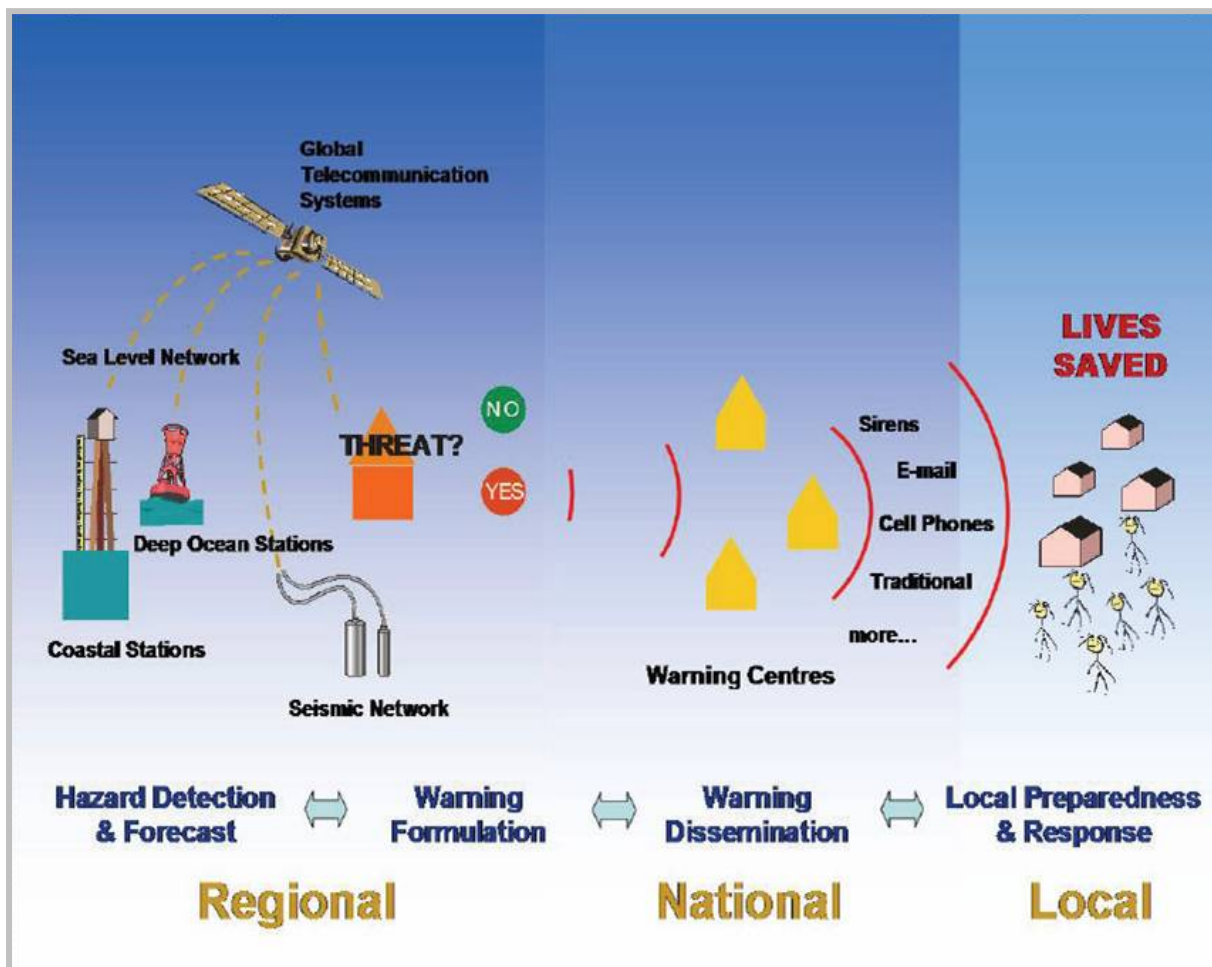 Global
Telecommunication
Systems
Sea Level Network
LIVES
SAVED
NO
THREAT?
YES
Sirens
E-mail
Cell Phones
Traditional
more...
Deep Ocean Stations
Coastal Stations
Seismic Network
Warning Centres
Hazard Detection
& Forecast
Warning
Formulation
Warning
Dissemination
Local Preparedness
& Response
Regional
National
Local